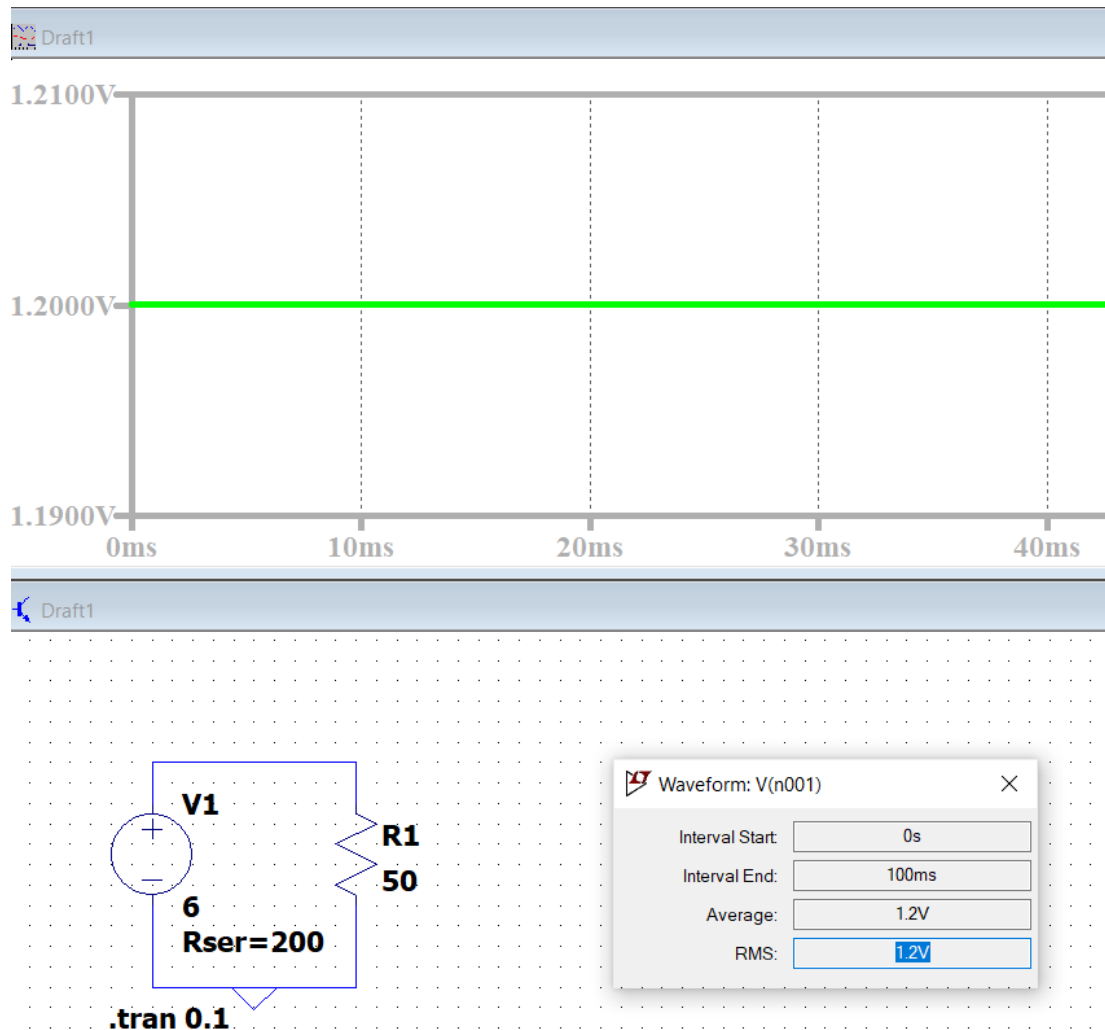 Draft1
1.2100V
1.2000V
1.1900V
0ms 10ms 20ms 30ms 40ms
Draft1
V1
6
Rser=200
R1
50
.tran 0.1
Waveform: V(n001)
Interval Start: 0s
Interval End: 100ms
Average: 1.2V
RMS: 1.2V